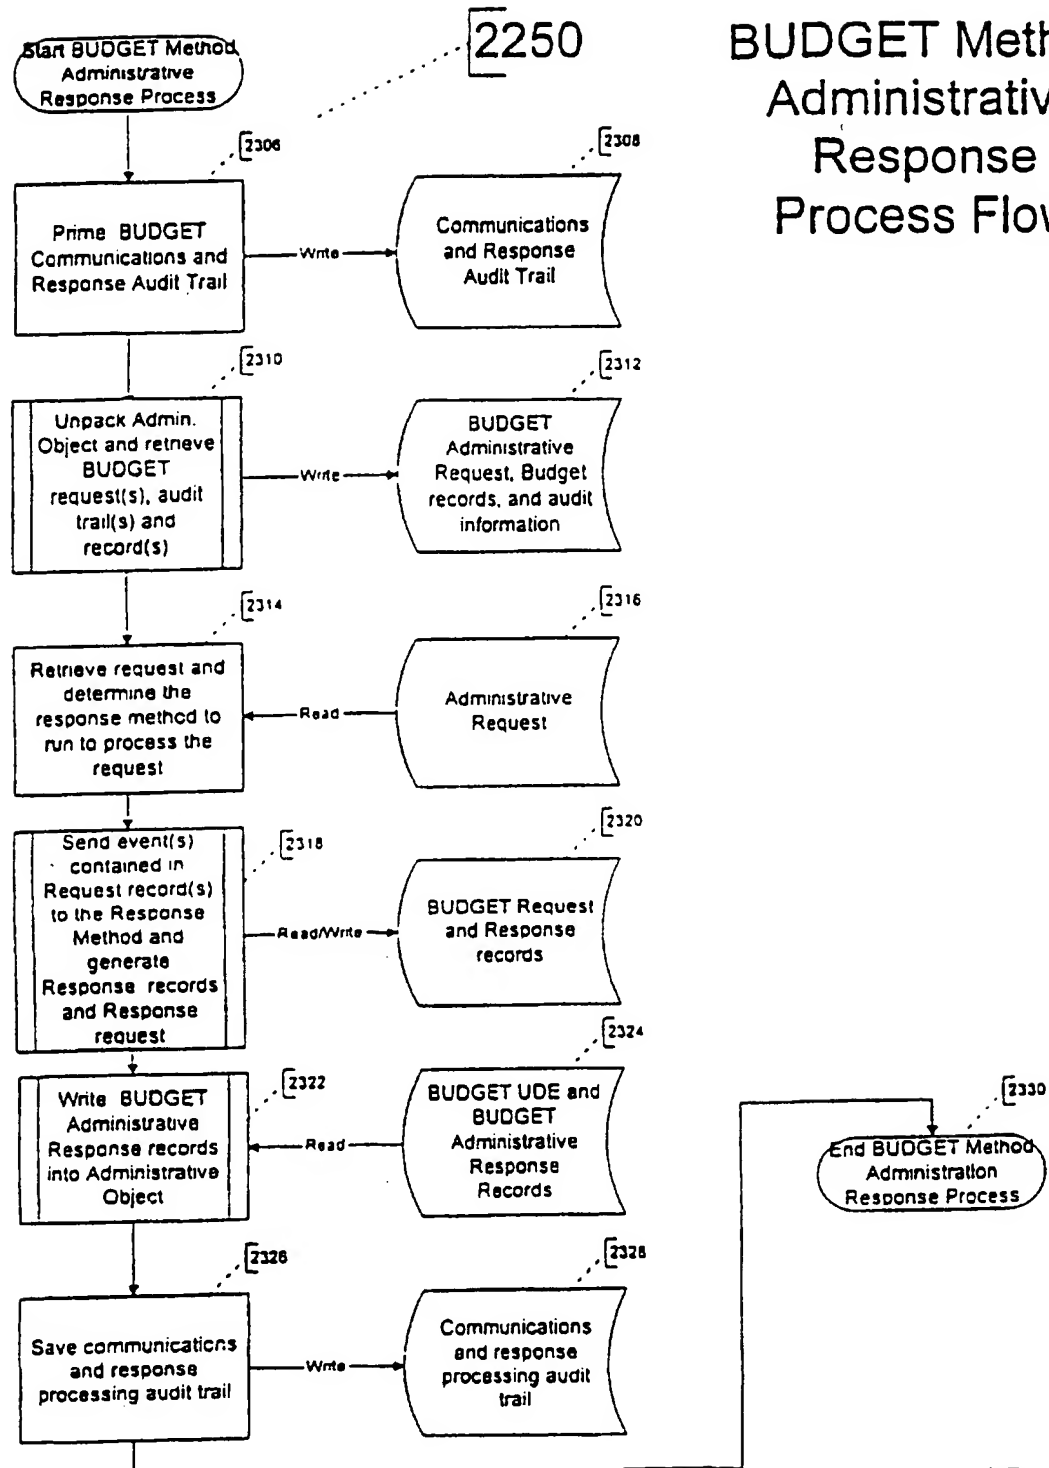 Start BUDGET Method
Administrative
Response Process
2250
BUDGET Meth
Administrativ
Response
Process Flow
2306
Prime BUDGET
Communications and
Response Audit Trail
Write
2308
Communications
and Response
Audit Trail
2310
Unpack Admin.
Object and retrieve
BUDGET
request(s), audit
trail(s) and
record(s)
Write
2312
BUDGET
Administrative
Request, Budget
records, and audit
information
2314
Retrieve request and
determine the
response method to
run to process the
request
Read
2316
Administrative
Request
2318
Send event(s)
contained in
Request record(s)
to the Response
Method and
generate
Response records
and Response
request
Read/Write
2320
BUDGET Request
and Response
records
2322
Write BUDGET
Administrative
Response records
into Administrative
Object
Read
2324
BUDGET UDE and
BUDGET
Administrative
Response
Records
2326
Save communications
and response
processing audit trail
Write
2328
Communications
and response
processing audit
trail
2330
End BUDGET Method
Administration
Response Process